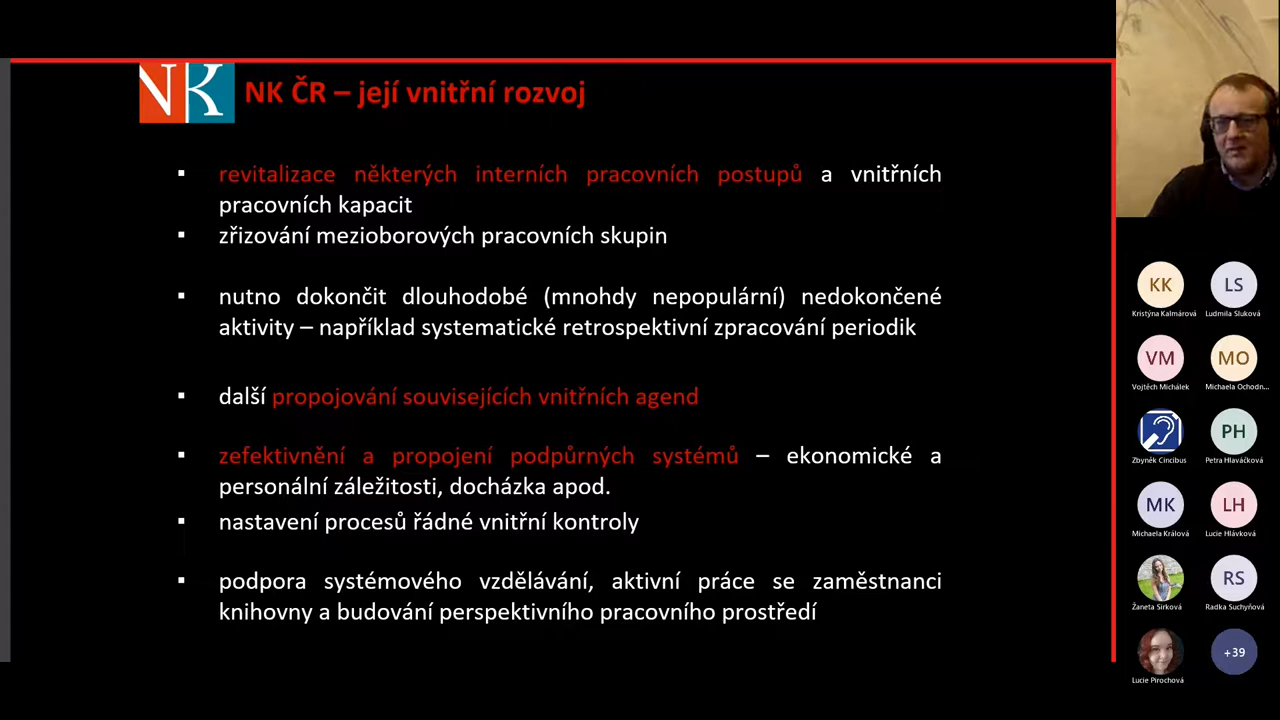 NK
NK ČR – její vnitřní rozvoj
▪ revitalizace některých interních pracovních postupů a vnitřních
pracovních kapacit
▪ zřizování mezioborových pracovních skupin
▪ nutno dokončit dlouhodobé (mnohdy nepopulární) nedokončené
aktivity – například systematické retrospektivní zpracování periodik
▪ další propojování souvisejících vnitřních agend
▪ zefektivnění a propojení podpůrných systémů – ekonomické a
personální záležitosti, docházka apod.
▪ nastavení procesů řádné vnitřní kontroly
▪ podpora systémového vzdělávání, aktivní práce se zaměstnanci
knihovny a budování perspektivního pracovního prostředí
KK LS
Kristýna Kalmárová Ludmila Sluková
VM MO
Vojtěch Michálek Michaela Ochodn...
PH
Zbyněk Cincibus Petra Hlaváčková
MK LH
Michaela Králová Lucie Hlávková
RS
Žaneta Sirková Radka Suchyňová
+39
Lucie Pirochová